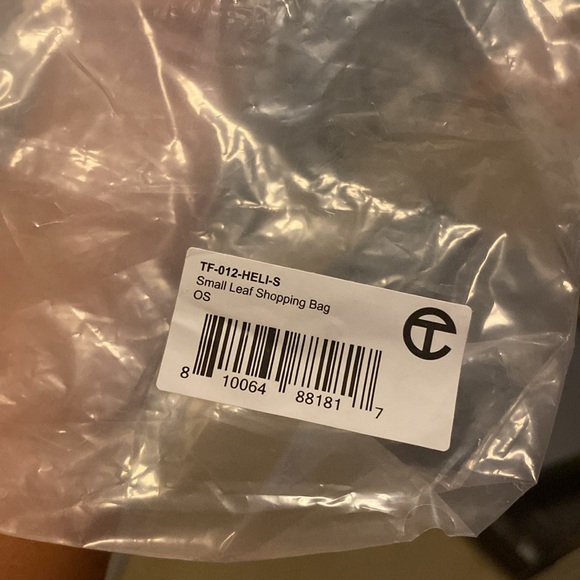 TF-012-HELI-S
Small Leaf Shopping Bag
OS
8 10064 88181 7